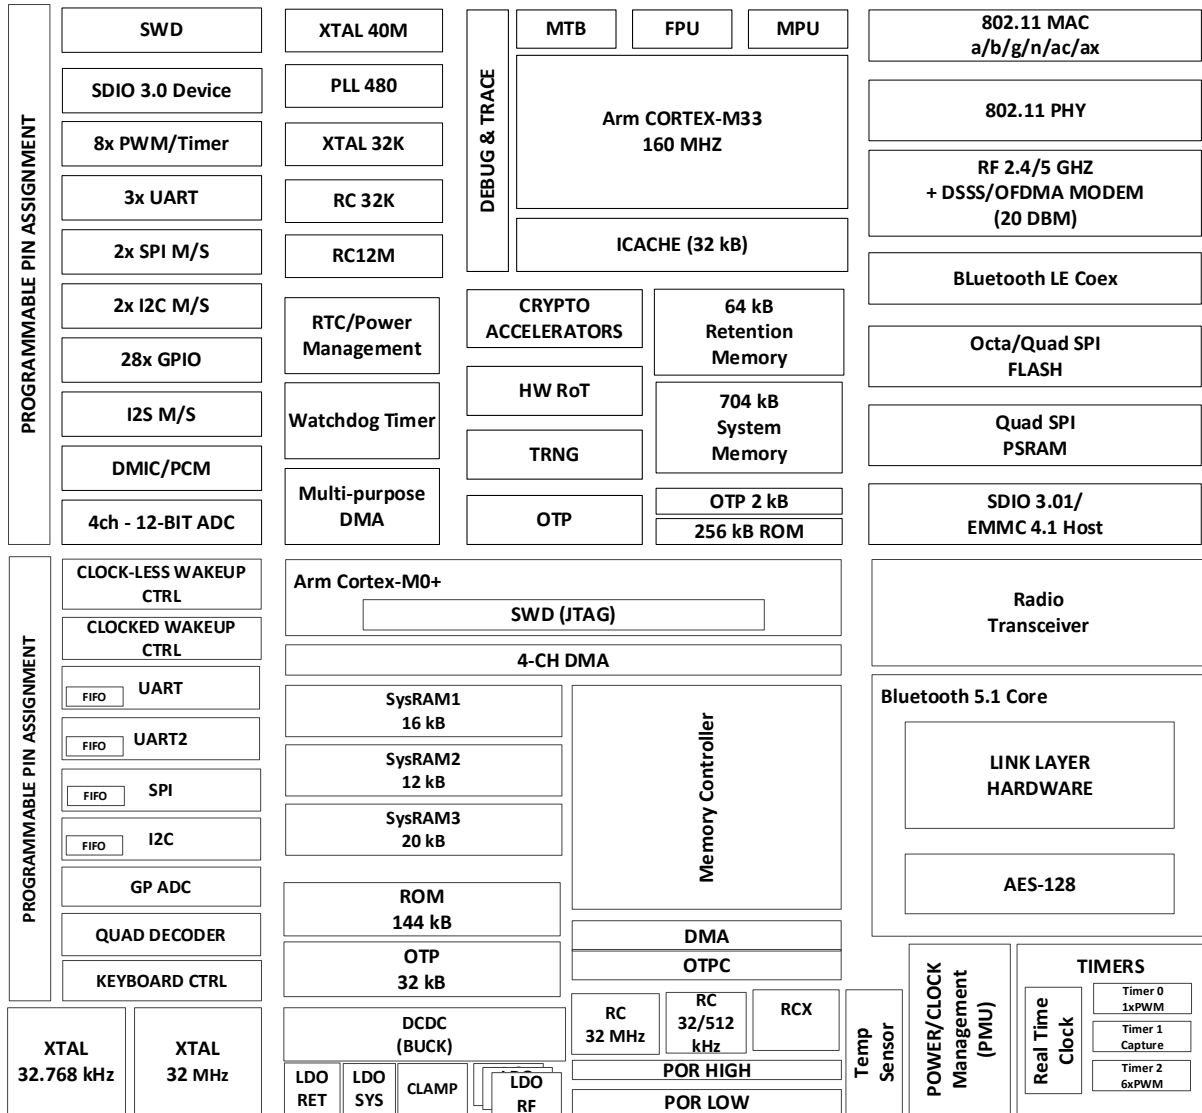 PROGRAMMABLE PIN ASSIGNMENT
SWD
SDIO 3.0 Device
8x PWM/Timer
3x UART
2x SPI M/S
2x I2C M/S
28x GPIO
I2S M/S
DMIC/PCM
4ch - 12-BIT ADC
XTAL 40M
PLL 480
XTAL 32K
RC 32K
RC12M
RTC/Power
Management
Watchdog Timer
Multi-purpose
DMA
DEBUG & TRACE
MTB
FPU
MPU
Arm CORTEX-M33
160 MHZ
ICACHE (32 kB)
CRYPTO
ACCELERATORS
HW RoT
TRNG
OTP
64 kB
Retention
Memory
704 kB
System
Memory
OTP 2 kB
256 kB ROM
802.11 MAC
a/b/g/n/ac/ax
802.11 PHY
RF 2.4/5 GHZ
+ DSSS/OFDMA MODEM
(20 DBM)
BLuetooth LE Coex
Octa/Quad SPI
FLASH
Quad SPI
PSRAM
SDIO 3.01/
EMMC 4.1 Host
PROGRAMMABLE PIN ASSIGNMENT
CLOCK-LESS WAKEUP
CTRL
CLOCKED WAKEUP
CTRL
UART
FIFO
UART2
FIFO
SPI
FIFO
I2C
FIFO
GP ADC
QUAD DECODER
KEYBOARD CTRL
XTAL
32.768 kHz
XTAL
32 MHz
Arm Cortex-M0+
SWD (JTAG)
4-CH DMA
SysRAM1
16 kB
SysRAM2
12 kB
SysRAM3
20 kB
ROM
144 kB
OTP
32 kB
Memory Controller
DMA
OTPC
DCDC
(BUCK)
LDO
RET
LDO
SYS
CLAMP
LDO
RF
RC
32 MHz
RC
32/512
kHz
RCX
POR HIGH
POR LOW
Temp
Sensor
Radio
Transceiver
Bluetooth 5.1 Core
LINK LAYER
HARDWARE
AES-128
POWER/CLOCK
Management
(PMU)
TIMERS
Real Time
Clock
Timer 0
1xPWM
Timer 1
Capture
Timer 2
6xPWM